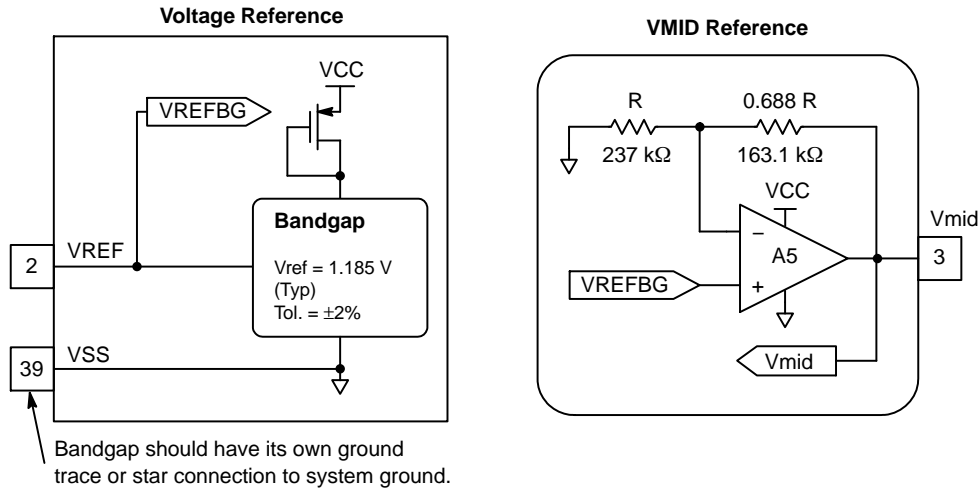 Voltage Reference
VCC
VREFBG
Bandgap
Vref = 1.185 V
(Typ)
Tol. = ±2%
2
VREF
39
VSS
Bandgap should have its own ground
trace or star connection to system ground.
VMID Reference
R
0.688 R
237 kΩ
163.1 kΩ
VCC
Vmid
−
A5
3
VREFBG
+
Vmid